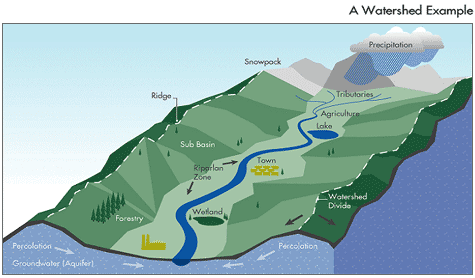 A Watershed Example
Precipitation
Snowpack
Tributaries
Ridge
Agriculture
Lake
Sub Basin
Riparian
Zone
Town
Watershed
Divide
Forestry
Wetland
Percolation
Percolation
Groundwater (Aquifer)